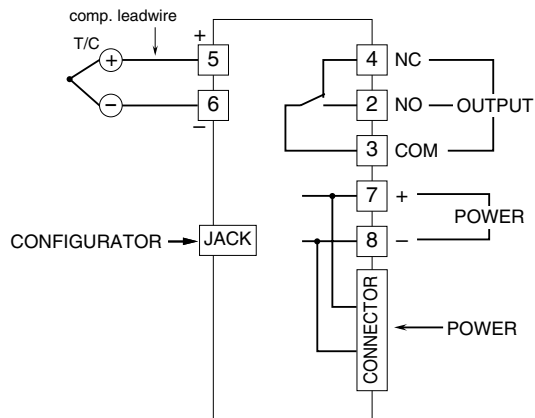 comp. leadwire
T/C
+
−
+
5
6
−
4 NC
2 NO
3 COM
OUTPUT
7 +
8 −
POWER
CONFIGURATOR
JACK
CONNECTOR
POWER